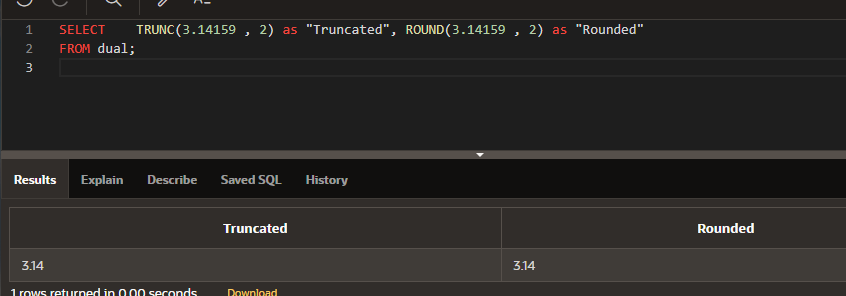 1 SELECT    TRUNC(3.14159 , 2) as "Truncated", ROUND(3.14159 , 2) as "Rounded"
2 FROM dual;
3
Results Explain Describe Saved SQL History
Truncated Rounded
3.14 3.14
1 rows returned in 0.00 seconds Download